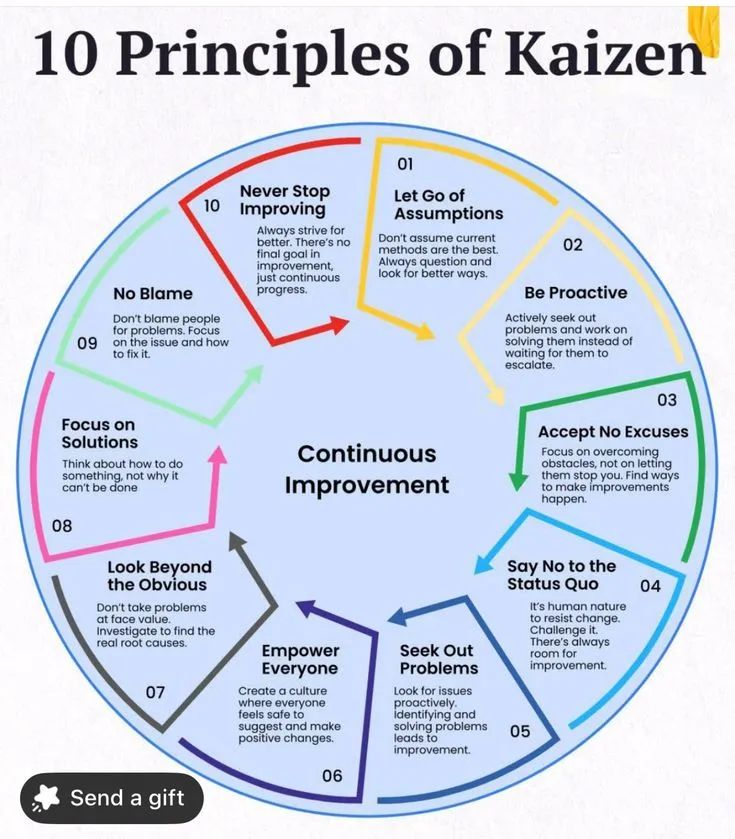 10 Principles of Kaizen
01
Let Go of
Assumptions
Don't assume current
methods are the best.
Always question and
look for better ways.
02
Be Proactive
Actively seek out
problems and work on
solving them instead of
waiting for them to
escalate.
03
Accept No Excuses
Focus on overcoming
obstacles, not on letting
them stop you. Find ways
to make improvements
happen.
Say No to the
Status Quo
04
It's human nature
to resist change.
Challenge it.
There's always
room for
improvement.
Seek Out
Problems
Look for issues
proactively.
Identifying and
solving problems
leads to
improvement.
05
Empower
Everyone
Create a culture
where everyone
feels safe to
suggest and make
positive changes.
06
Look Beyond
the Obvious
Don't take problems
at face value.
Investigate to find the
real root causes.
07
Focus on
Solutions
Think about how to do
something, not why it
can't be done
08
No Blame
Don't blame people
for problems. Focus
on the issue and how
to fix it.
09
10
Never Stop
Improving
Always strive for
better. There's no
final goal in
improvement,
just continuous
progress.
Continuous
Improvement
Send a gift